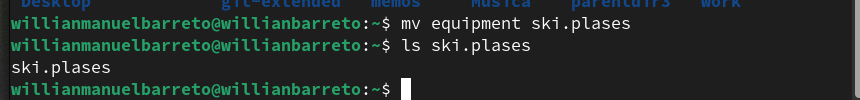 Desktop git-extended memos Musica parentdir3 work
willianmanuelbarreto@willianbarreto:~$ mv equipment ski.plases
willianmanuelbarreto@willianbarreto:~$ ls ski.plases
ski.plases
willianmanuelbarreto@willianbarreto:~$